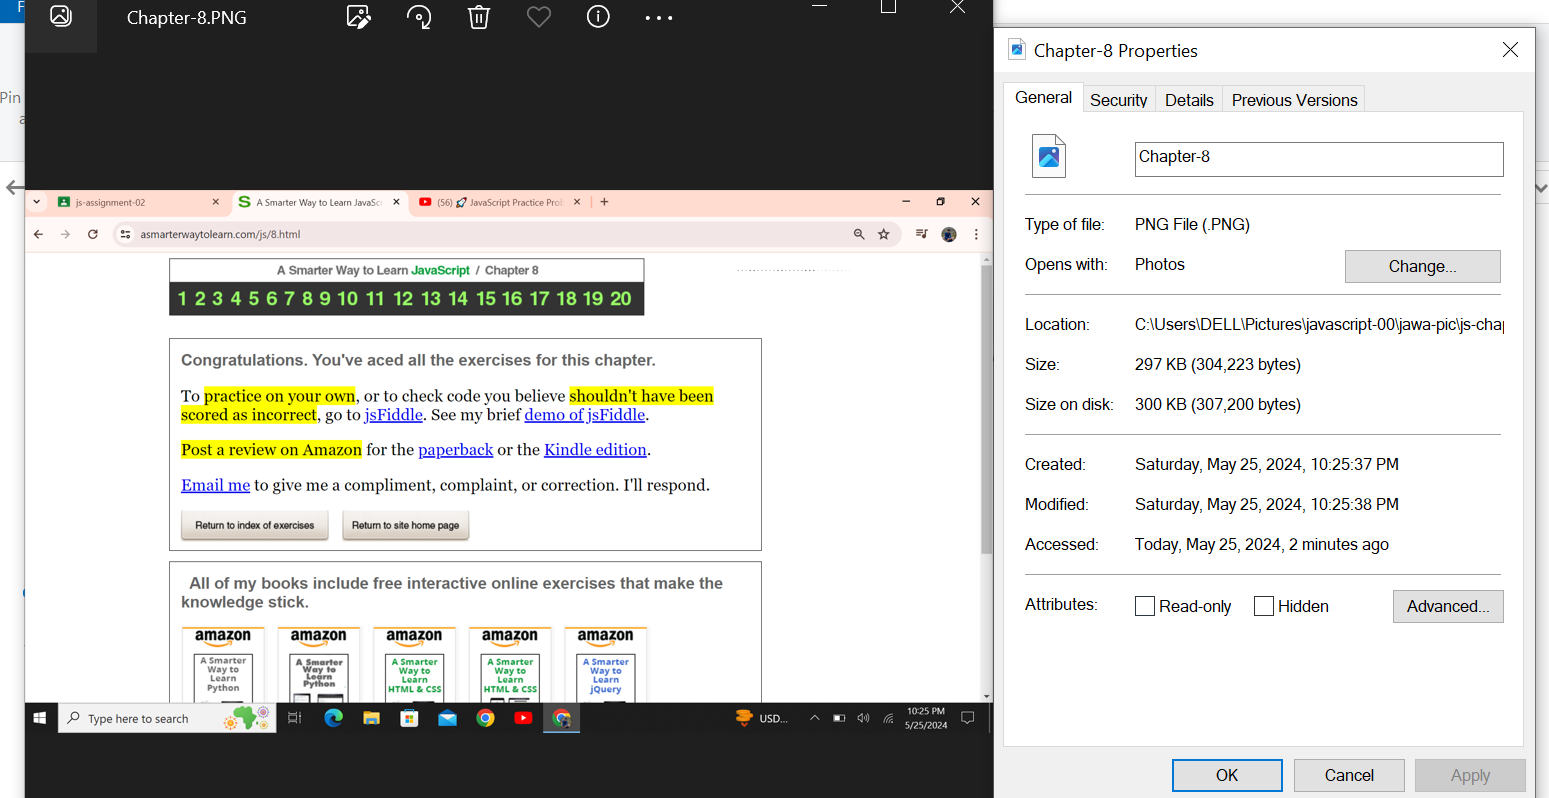 F
Pin
a
Chapter-8.PNG
js-assignment-02
A Smarter Way to Learn JavaSc
(56) 🚀 JavaScript Practice Prob
asmarterwaytolearn.com/js/8.html
A Smarter Way to Learn JavaScript / Chapter 8
1 2 3 4 5 6 7 8 9 10 11 12 13 14 15 16 17 18 19 20
Congratulations. You've aced all the exercises for this chapter.
To practice on your own, or to check code you believe shouldn't have been
scored as incorrect, go to jsFiddle. See my brief demo of jsFiddle.
Post a review on Amazon for the paperback or the Kindle edition.
Email me to give me a compliment, complaint, or correction. I'll respond.
Return to index of exercises
Return to site home page
All of my books include free interactive online exercises that make the
knowledge stick.
amazon amazon amazon amazon amazon
A Smarter
Way to
Learn
Python
A Smarter
Way to
Learn
Python
A Smarter
Way to
Learn
HTML & CSS
A Smarter
Way to
Learn
HTML & CSS
A Smarter
Way to
Learn
jQuery
Type here to search
USD...
10:25 PM
5/25/2024
Chapter-8 Properties
General Security Details Previous Versions
Chapter-8
Type of file: PNG File (.PNG)
Opens with: Photos Change...
Location: C:\Users\DELL\Pictures\javascript-00\jawa-pic\js-chap
Size: 297 KB (304,223 bytes)
Size on disk: 300 KB (307,200 bytes)
Created: Saturday, May 25, 2024, 10:25:37 PM
Modified: Saturday, May 25, 2024, 10:25:38 PM
Accessed: Today, May 25, 2024, 2 minutes ago
Attributes: Read-only Hidden Advanced...
OK Cancel Apply